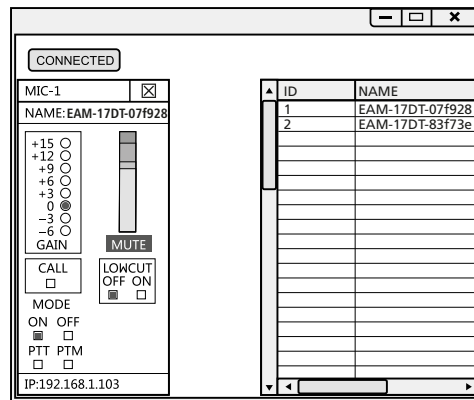 CONNECTED
MIC-1
NAME:EAM-17DT-07f928
+15
+12
+9
+6
+3
0
−3
−6
GAIN
MUTE
CALL
LOWCUT
OFF ON
MODE
ON OFF
PTT PTM
IP:192.168.1.103
ID NAME
1 EAM-17DT-07f928
2 EAM-17DT-83f73e